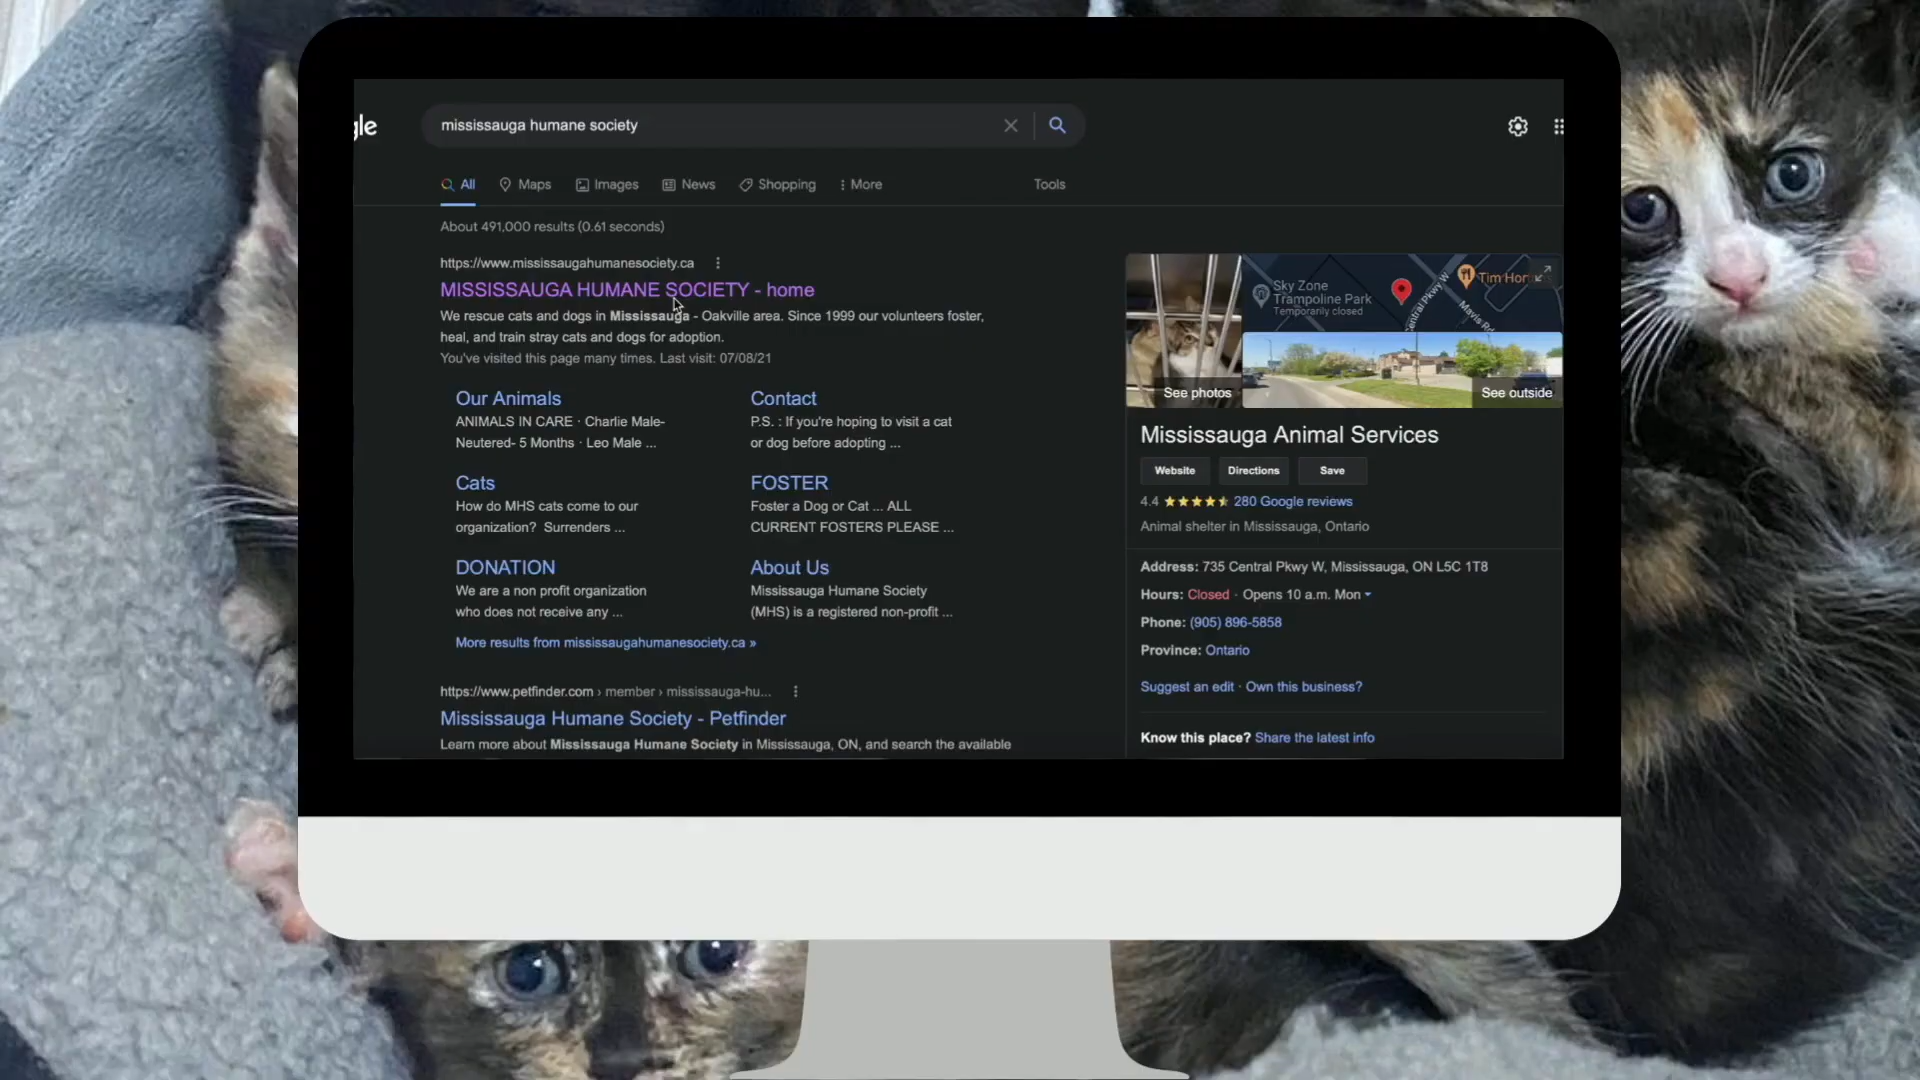 gle
mississauga humane society
All Maps Images News Shopping More Tools
About 491,000 results (0.61 seconds)
https://www.mississaugahumanesociety.ca
MISSISSAUGA HUMANE SOCIETY - home
We rescue cats and dogs in Mississauga - Oakville area. Since 1999 our volunteers foster,
heal, and train stray cats and dogs for adoption.
You've visited this page many times. Last visit: 07/08/21
Our Animals
ANIMALS IN CARE · Charlie Male-
Neutered- 5 Months · Leo Male ...
Contact
P.S. : If you're hoping to visit a cat
or dog before adopting ...
Cats
How do MHS cats come to our
organization? Surrenders ...
FOSTER
Foster a Dog or Cat ... ALL
CURRENT FOSTERS PLEASE ...
DONATION
We are a non profit organization
who does not receive any ...
About Us
Mississauga Humane Society
(MHS) is a registered non-profit ...
More results from mississaugahumanesociety.ca »
https://www.petfinder.com › member › mississauga-hu...
Mississauga Humane Society - Petfinder
Learn more about Mississauga Humane Society in Mississauga, ON, and search the available
Sky Zone
Trampoline Park
Temporarily closed
Central Pkwy W
Mavis Rd
Tim Hor
See photos
See outside
Mississauga Animal Services
Website Directions Save
4.4 280 Google reviews
Animal shelter in Mississauga, Ontario
Address: 735 Central Pkwy W, Mississauga, ON L5C 1T8
Hours: Closed · Opens 10 a.m. Mon
Phone: (905) 896-5858
Province: Ontario
Suggest an edit · Own this business?
Know this place? Share the latest info